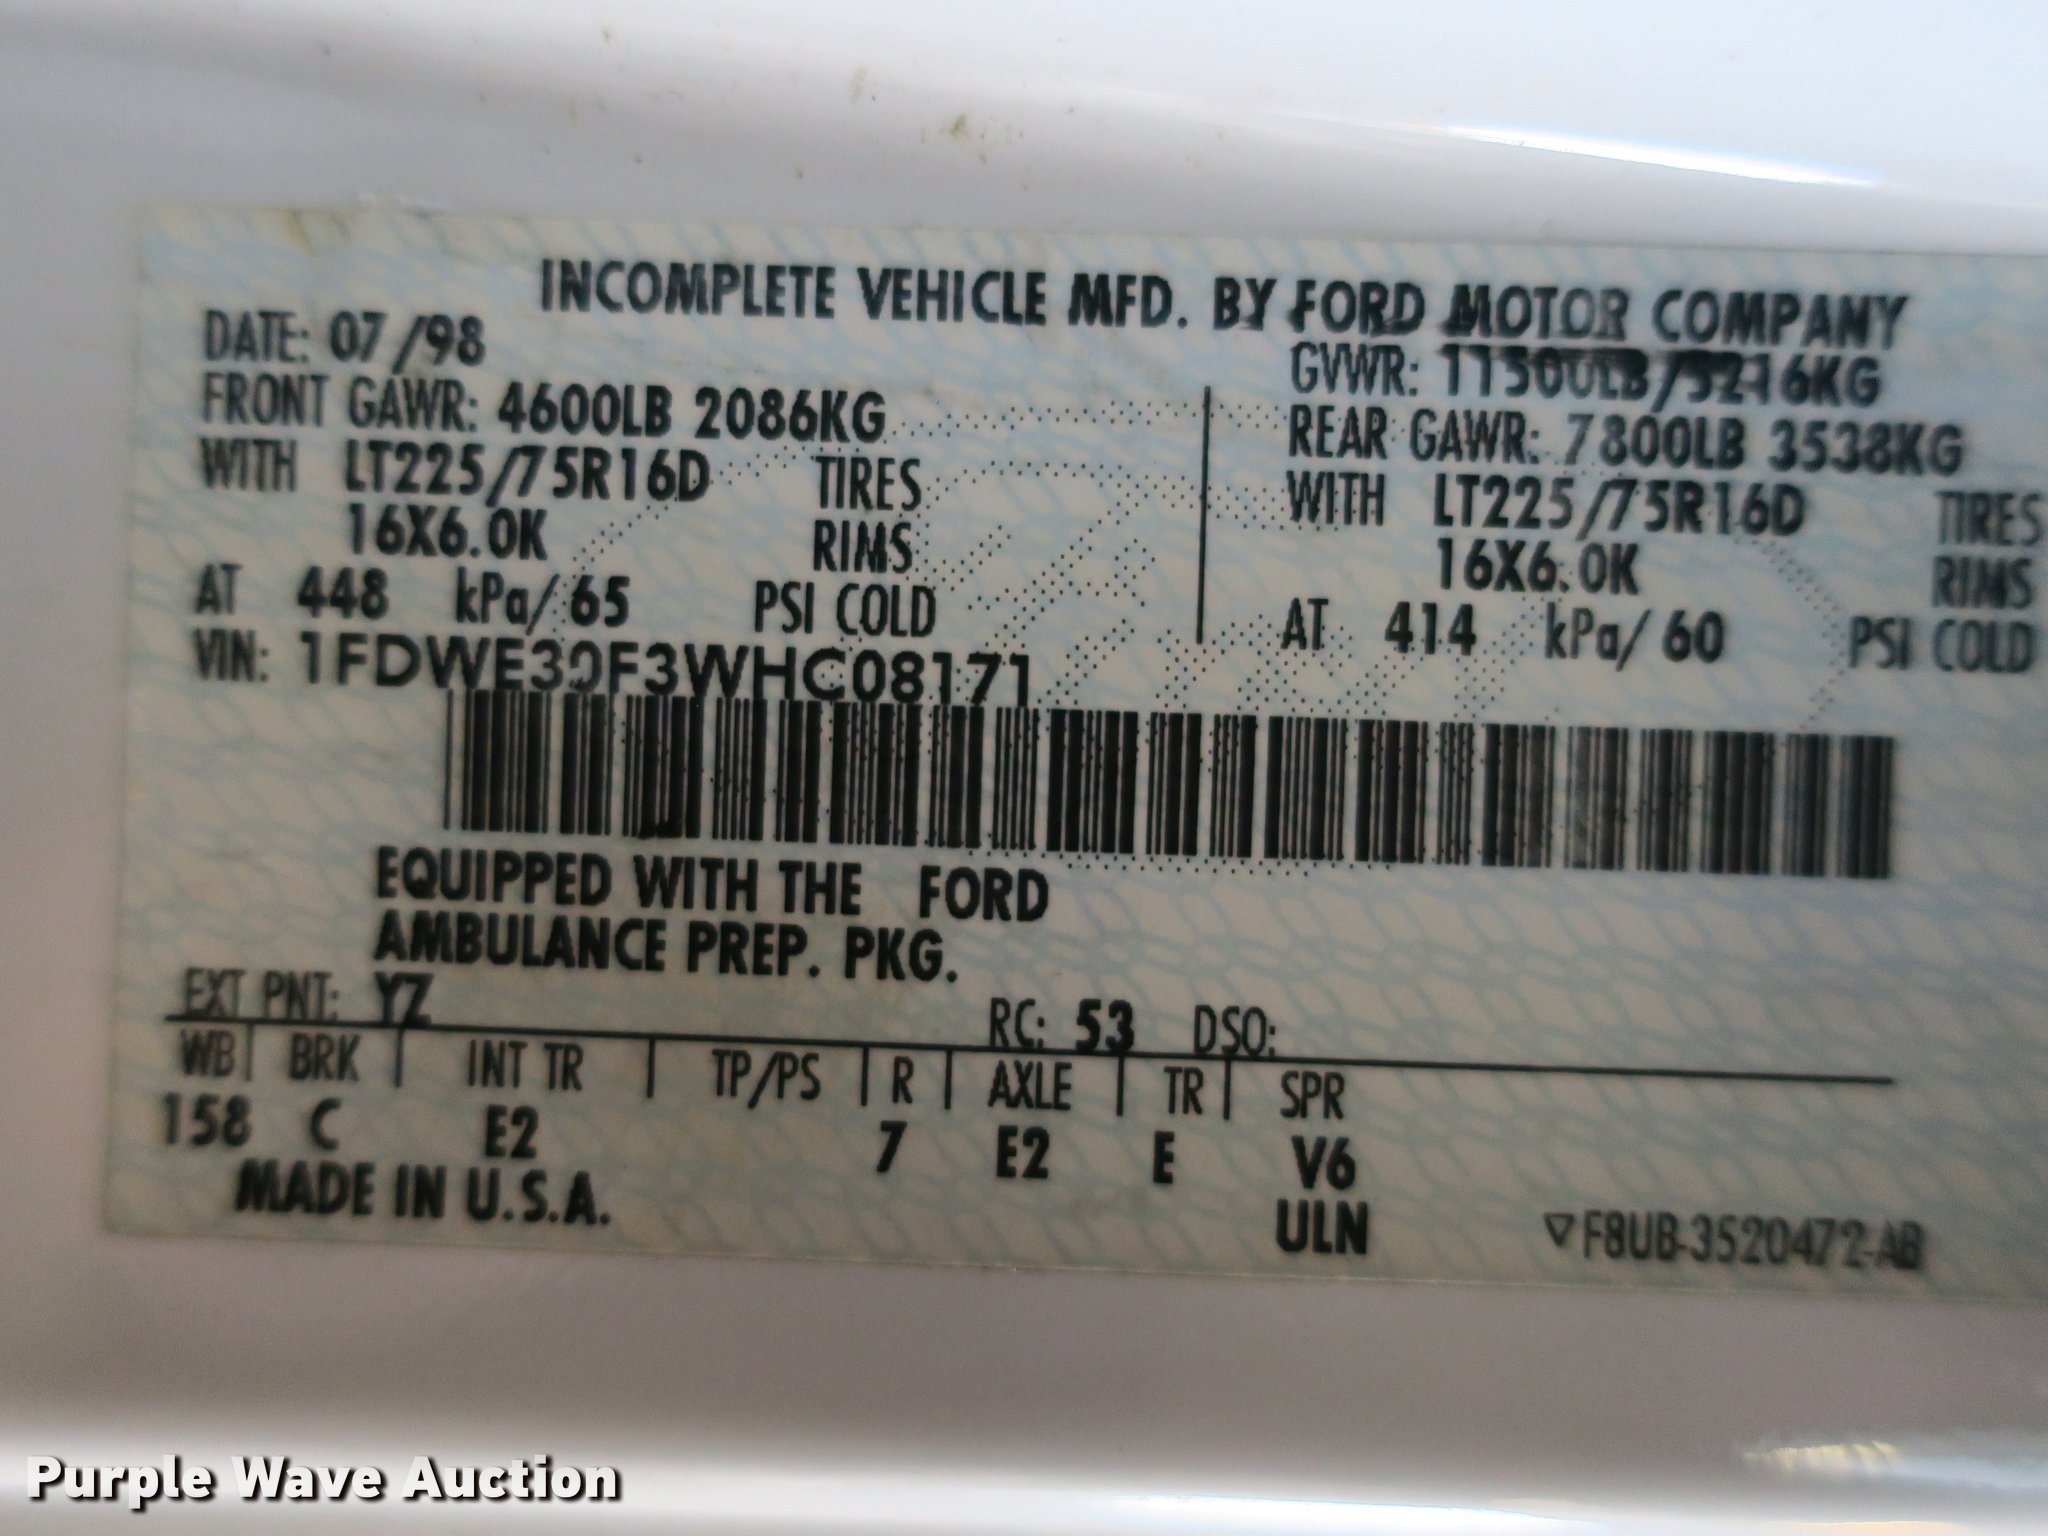 INCOMPLETE VEHICLE MFD. BY FORD MOTOR COMPANY
DATE: 07/98
GVWR: 11500LB/5216KG
FRONT GAWR: 4600LB 2086KG
REAR GAWR: 7800LB 3538KG
WITH LT225/75R16D TIRES
WITH LT225/75R16D TIRES
16X6.0K RIMS
16X6.0K RIMS
AT 448 kPa/ 65 PSI COLD
AT 414 kPa/ 60 PSI COLD
VIN: 1FDWE30F3WHC08171
EQUIPPED WITH THE FORD
AMBULANCE PREP. PKG.
EXT PNT: YZ RC: 53 DSO:
WB | BRK | INT TR | TP/PS | R | AXLE | TR | SPR
158 C E2 7 E2 E V6
MADE IN U.S.A. ULN ▽F8UB-3520472-AB
Purple Wave Auction